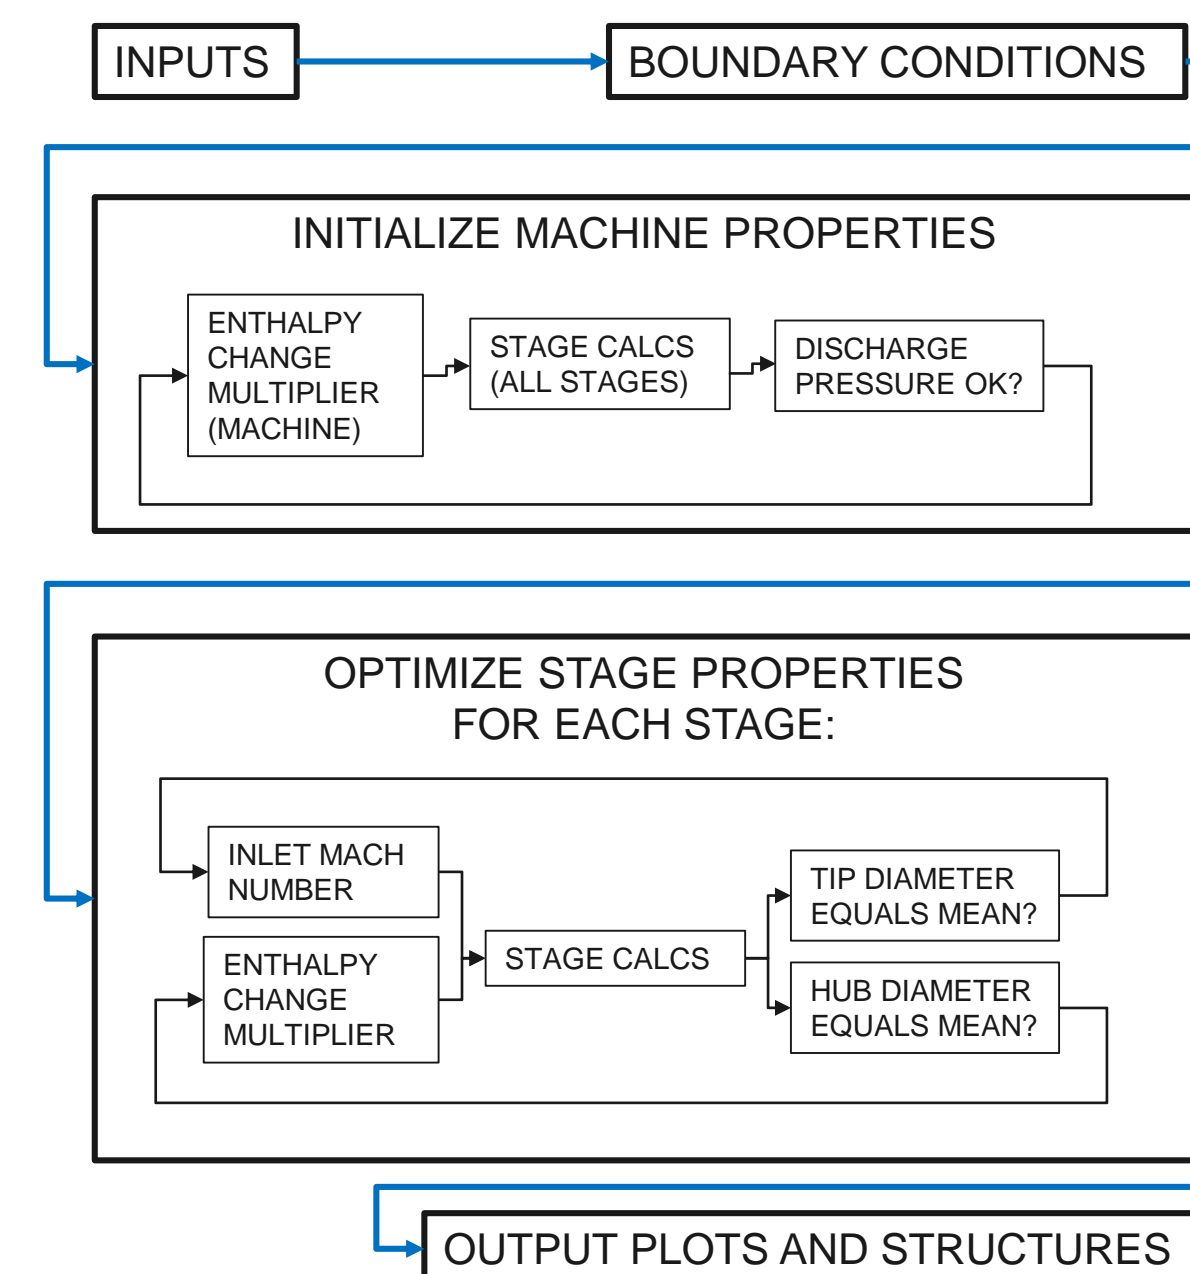 INPUTS
BOUNDARY CONDITIONS
INITIALIZE MACHINE PROPERTIES
ENTHALPY
CHANGE
MULTIPLIER
(MACHINE)
STAGE CALCS
(ALL STAGES)
DISCHARGE
PRESSURE OK?
OPTIMIZE STAGE PROPERTIES
FOR EACH STAGE:
INLET MACH
NUMBER
ENTHALPY
CHANGE
MULTIPLIER
STAGE CALCS
TIP DIAMETER
EQUALS MEAN?
HUB DIAMETER
EQUALS MEAN?
OUTPUT PLOTS AND STRUCTURES